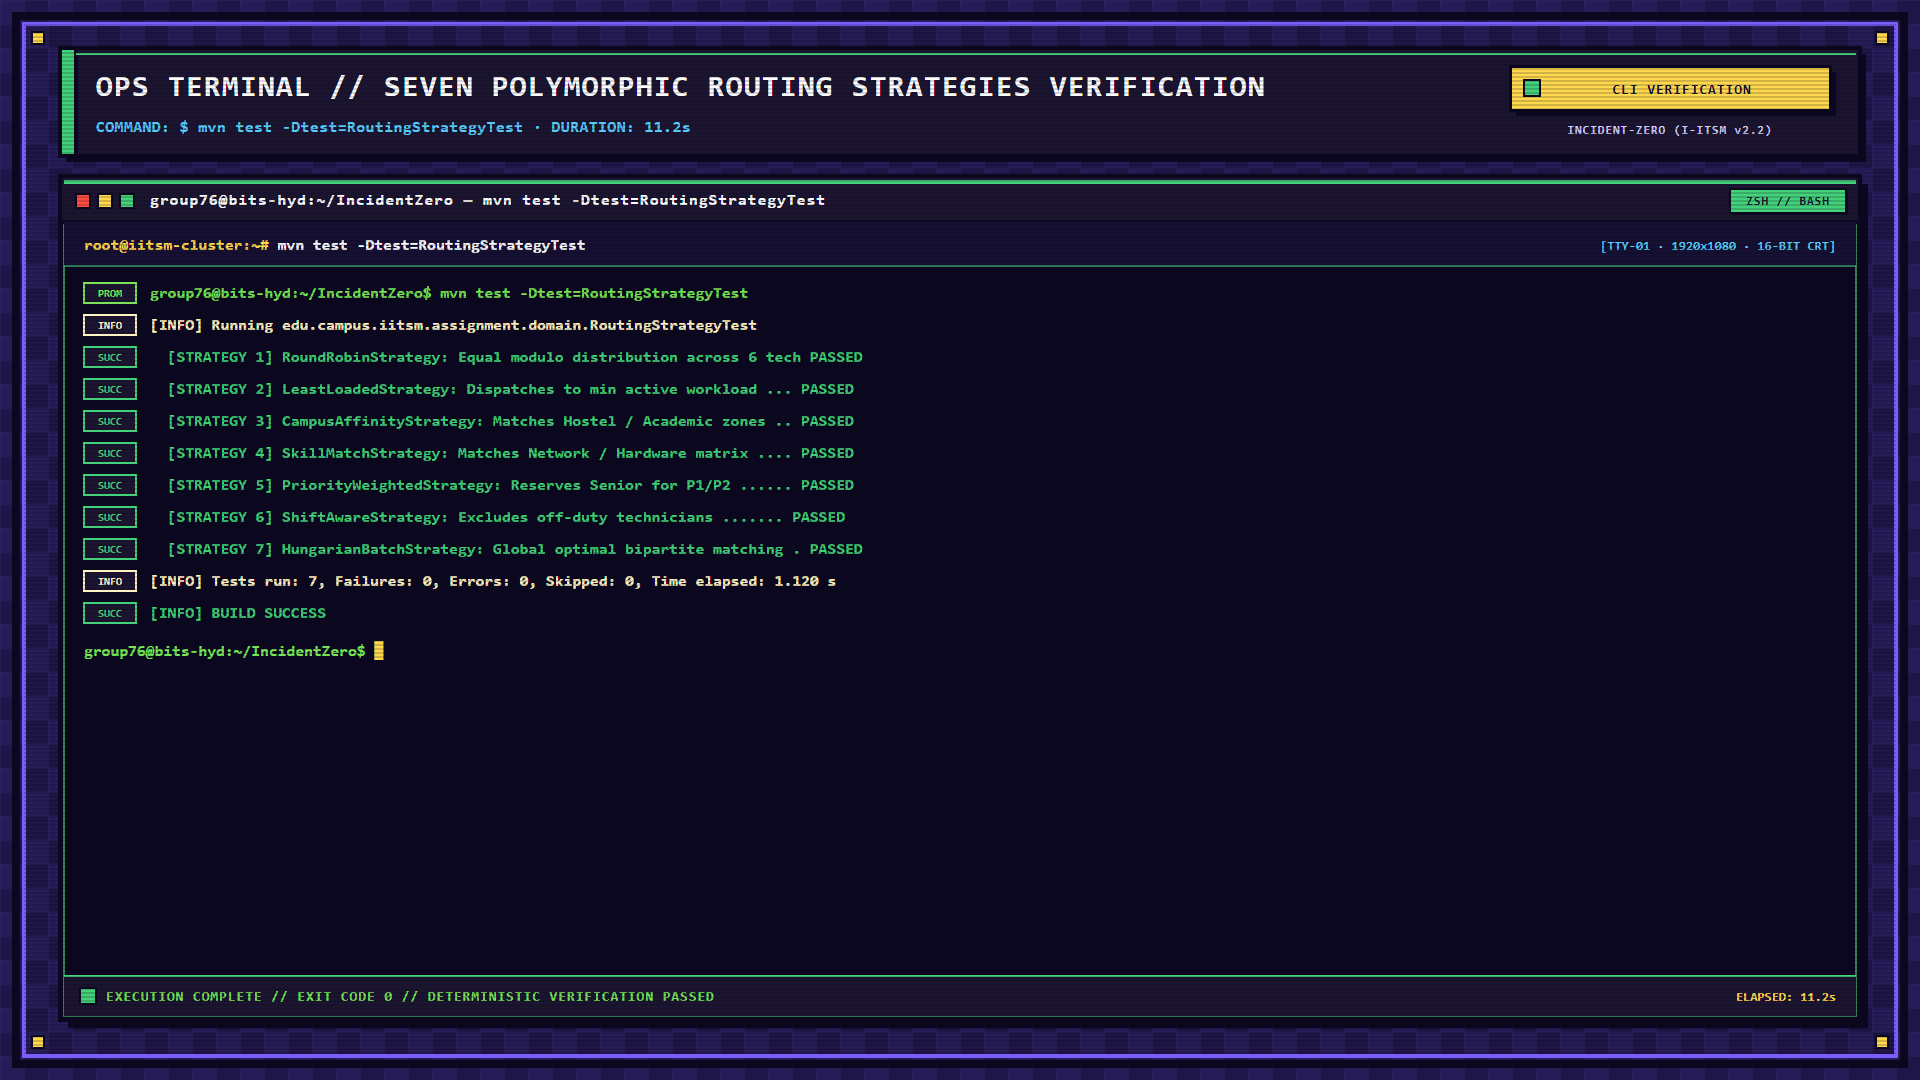 OPS TERMINAL // SEVEN POLYMORPHIC ROUTING STRATEGIES VERIFICATION
COMMAND: $ mvn test -Dtest=RoutingStrategyTest · DURATION: 11.2s
CLI VERIFICATION
INCIDENT-ZERO (I-ITSM v2.2)
group76@bits-hyd:~/IncidentZero — mvn test -Dtest=RoutingStrategyTest
ZSH // BASH
root@iitsm-cluster:~# mvn test -Dtest=RoutingStrategyTest
[TTY-01 · 1920x1080 · 16-BIT CRT]
PROM group76@bits-hyd:~/IncidentZero$ mvn test -Dtest=RoutingStrategyTest
INFO [INFO] Running edu.campus.iitsm.assignment.domain.RoutingStrategyTest
SUCC [STRATEGY 1] RoundRobinStrategy: Equal modulo distribution across 6 tech PASSED
SUCC [STRATEGY 2] LeastLoadedStrategy: Dispatches to min active workload ... PASSED
SUCC [STRATEGY 3] CampusAffinityStrategy: Matches Hostel / Academic zones .. PASSED
SUCC [STRATEGY 4] SkillMatchStrategy: Matches Network / Hardware matrix .... PASSED
SUCC [STRATEGY 5] PriorityWeightedStrategy: Reserves Senior for P1/P2 ...... PASSED
SUCC [STRATEGY 6] ShiftAwareStrategy: Excludes off-duty technicians ....... PASSED
SUCC [STRATEGY 7] HungarianBatchStrategy: Global optimal bipartite matching . PASSED
INFO [INFO] Tests run: 7, Failures: 0, Errors: 0, Skipped: 0, Time elapsed: 1.120 s
SUCC [INFO] BUILD SUCCESS
group76@bits-hyd:~/IncidentZero$
EXECUTION COMPLETE // EXIT CODE 0 // DETERMINISTIC VERIFICATION PASSED
ELAPSED: 11.2s